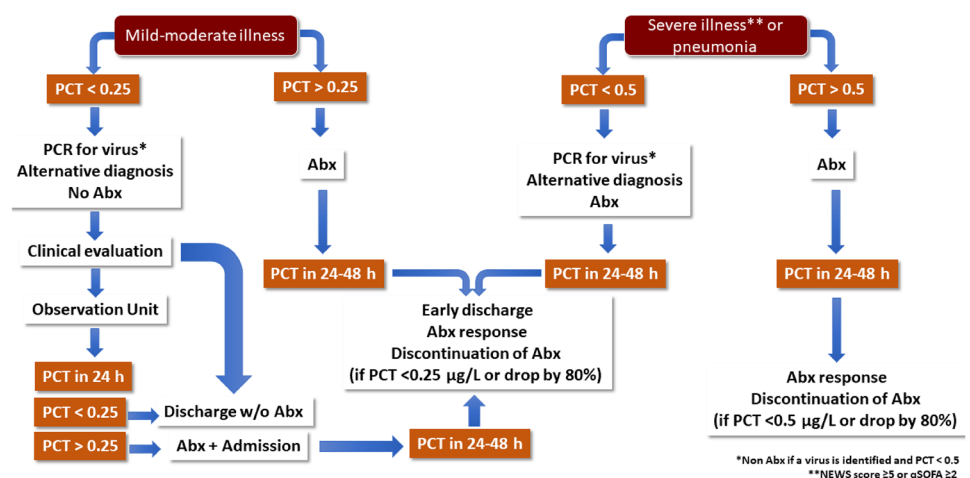 Mild-moderate illness
Severe illness** or
pneumonia
PCT < 0.25
PCT > 0.25
PCT < 0.5
PCT > 0.5
PCR for virus*
Alternative diagnosis
No Abx
Abx
PCR for virus*
Alternative diagnosis
Abx
Abx
Clinical evaluation
PCT in 24-48 h
PCT in 24-48 h
PCT in 24-48 h
Observation Unit
Early discharge
Abx response
Discontinuation of Abx
(if PCT <0.25 µg/L or drop by 80%)
PCT in 24 h
PCT < 0.25
Discharge w/o Abx
PCT > 0.25
Abx + Admission
PCT in 24-48 h
Abx response
Discontinuation of Abx
(if PCT <0.5 µg/L or drop by 80%)
*Non Abx if a virus is identified and PCT < 0.5
**NEWS score ≥5 or qSOFA ≥2